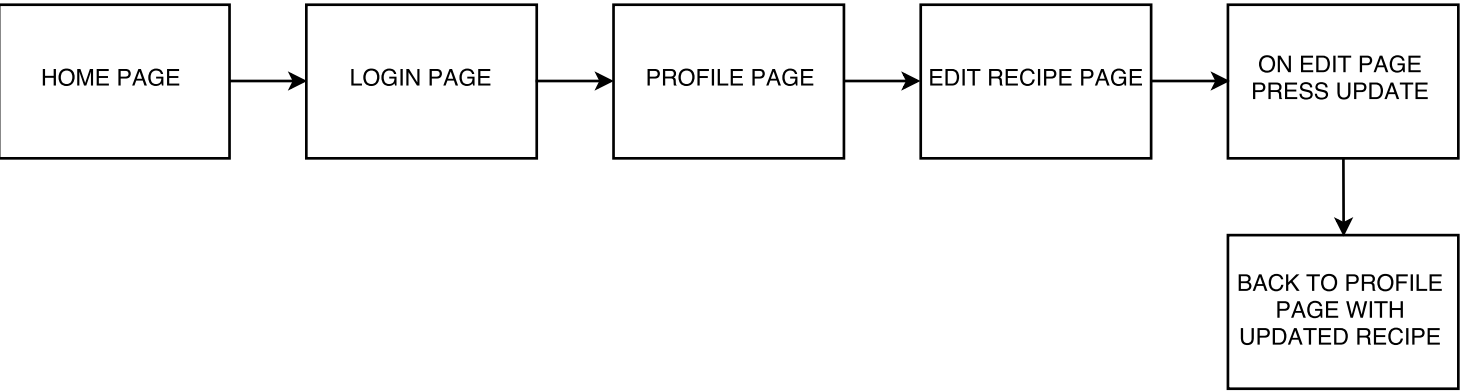 HOME PAGE
LOGIN PAGE
PROFILE PAGE
EDIT RECIPE PAGE
ON EDIT PAGE
PRESS UPDATE
BACK TO PROFILE
PAGE WITH
UPDATED RECIPE